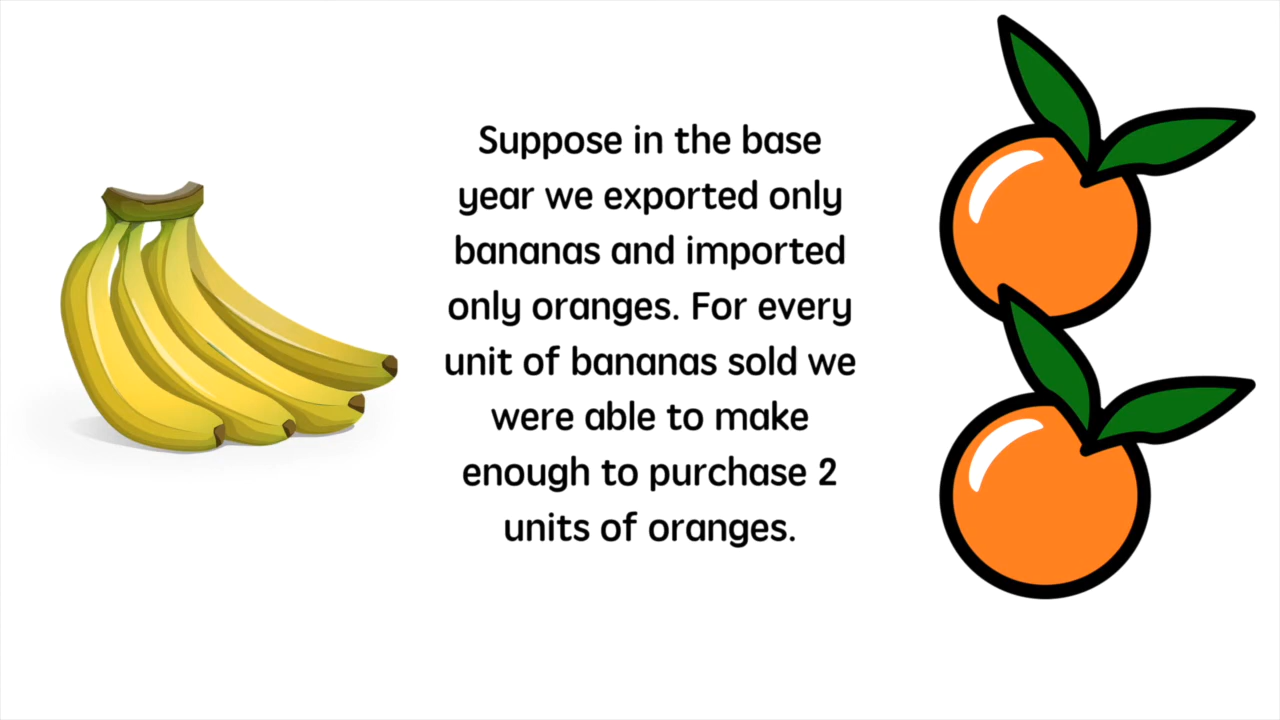 Suppose in the base
year we exported only
bananas and imported
only oranges. For every
unit of bananas sold we
were able to make
enough to purchase 2
units of oranges.